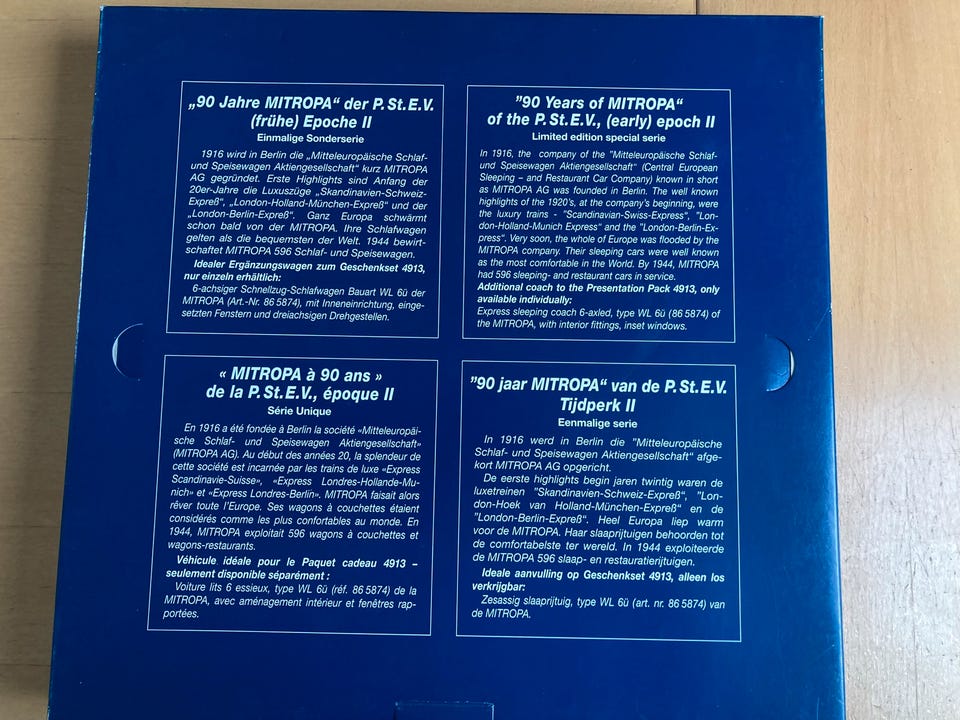 „90 Jahre MITROPA“ der P.St.E.V.
(frühe) Epoche II
Einmalige Sonderserie
1916 wird in Berlin die „Mitteleuropäische Schlaf-
und Speisewagen Aktiengesellschaft“ kurz MITROPA
AG gegründet. Erste Highlights sind Anfang der
20er-Jahre die Luxuszüge „Skandinavien-Schweiz-
Expreß“, „London-Holland-München-Expreß“ und der
„London-Berlin-Expreß“. Ganz Europa schwärmt
schon bald von der MITROPA. Ihre Schlafwagen
gelten als die bequemsten der Welt. 1944 bewirt-
schaftet MITROPA 596 Schlaf- und Speisewagen.
Idealer Ergänzungswagen zum Geschenkset 4913,
nur einzeln erhältlich:
6-achsiger Schnellzug-Schlafwagen Bauart WL 6ü der
MITROPA (Art.-Nr. 86 5874), mit Inneneinrichtung, einge-
setzten Fenstern und dreiachsigen Drehgestellen.
"90 Years of MITROPA“
of the P.St.E.V., (early) epoch II
Limited edition special serie
In 1916, the company of the "Mitteleuropäische Schlaf-
und Speisewagen Aktiengesellschaft“ (Central European
Sleeping – and Restaurant Car Company) known in short
as MITROPA AG was founded in Berlin. The well known
highlights of the 1920’s, at the company’s beginning, were
the luxury trains - "Scandinavian-Swiss-Express“, "Lon-
don-Holland-Munich Express“ and the "London-Berlin-Ex-
press“. Very soon, the whole of Europe was flooded by the
MITROPA company. Their sleeping cars were well known
as the most comfortable in the World. By 1944, MITROPA
had 596 sleeping- and restaurant cars in service.
Additional coach to the Presentation Pack 4913, only
available individually:
Express sleeping coach 6-axled, type WL 6ü (86 5874) of
the MITROPA, with interior fittings, inset windows.
« MITROPA à 90 ans »
de la P.St.E.V., époque II
Série Unique
En 1916 a été fondée à Berlin la société «Mitteleuropäi-
sche Schlaf- und Speisewagen Aktiengesellschaft»
(MITROPA AG). Au début des années 20, la splendeur de
cette société est incarnée par les trains de luxe «Express
Scandinavie-Suisse», «Express Londres-Hollande-Mu-
nich» et «Express Londres-Berlin». MITROPA faisait alors
rêver toute l’Europe. Ses wagons à couchettes étaient
considérés comme les plus confortables au monde. En
1944, MITROPA exploitait 596 wagons à couchettes et
wagons-restaurants.
Véhicule idéale pour le Paquet cadeau 4913 –
seulement disponible séparément :
Voiture lits 6 essieux, type WL 6ü (réf. 86 5874) de la
MITROPA, avec aménagement intérieur et fenêtres rap-
portées.
"90 jaar MITROPA“ van de P.St.E.V.
Tijdperk II
Eenmalige serie
In 1916 werd in Berlin die "Mitteleuropäische
Schlaf- und Speisewagen Aktiengesellschaft“ afge-
kort MITROPA AG opgericht.
De eerste highlights begin jaren twintig waren de
luxetreinen "Skandinavien-Schweiz-Expreß“, "Lon-
don-Hoek van Holland-München-Expreß“ en de
"London-Berlin-Expreß“. Heel Europa liep warm
voor de MITROPA. Haar slaaprijtuigen behoorden tot
de comfortabelste ter wereld. In 1944 exploiteerde
de MITROPA 596 slaap- en restauratierijtuigen.
Ideale aanvulling op Geschenkset 4913, alleen los
verkrijgbar:
Zesassig slaaprijtuig, type WL 6ü (art. nr. 86 5874) van
de MITROPA.